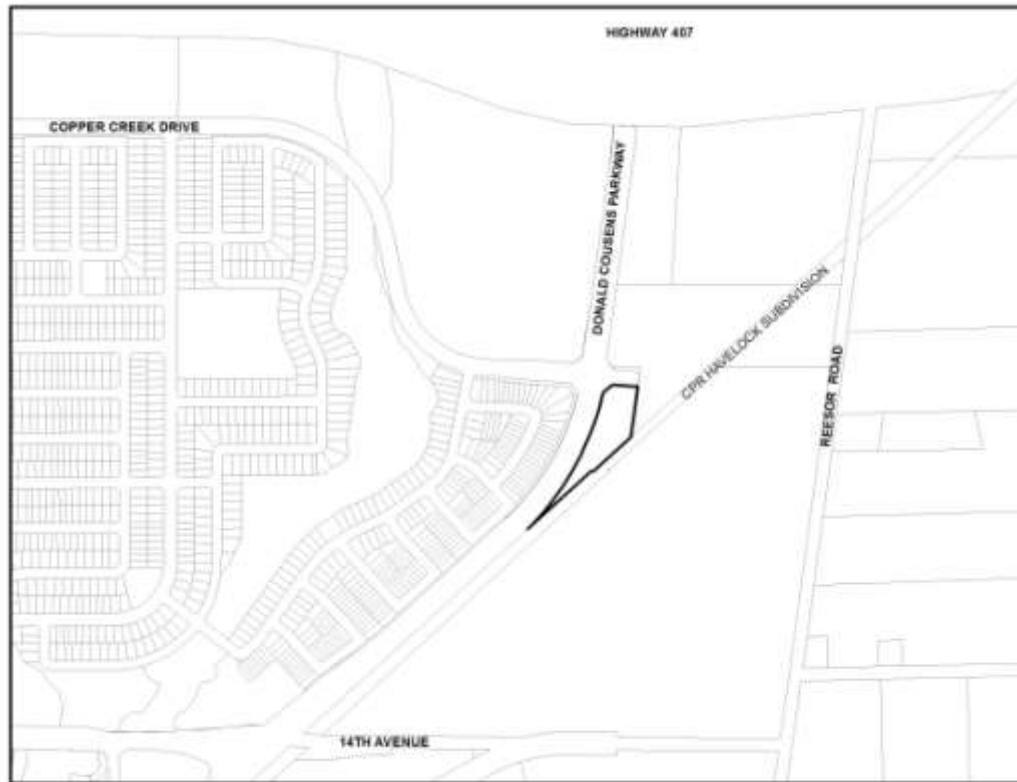 HIGHWAY 407
COPPER CREEK DRIVE
DONALD COUSENS PARKWAY
CPR HAVELOCK SUBDIVISION
REESOR ROAD
14TH AVENUE